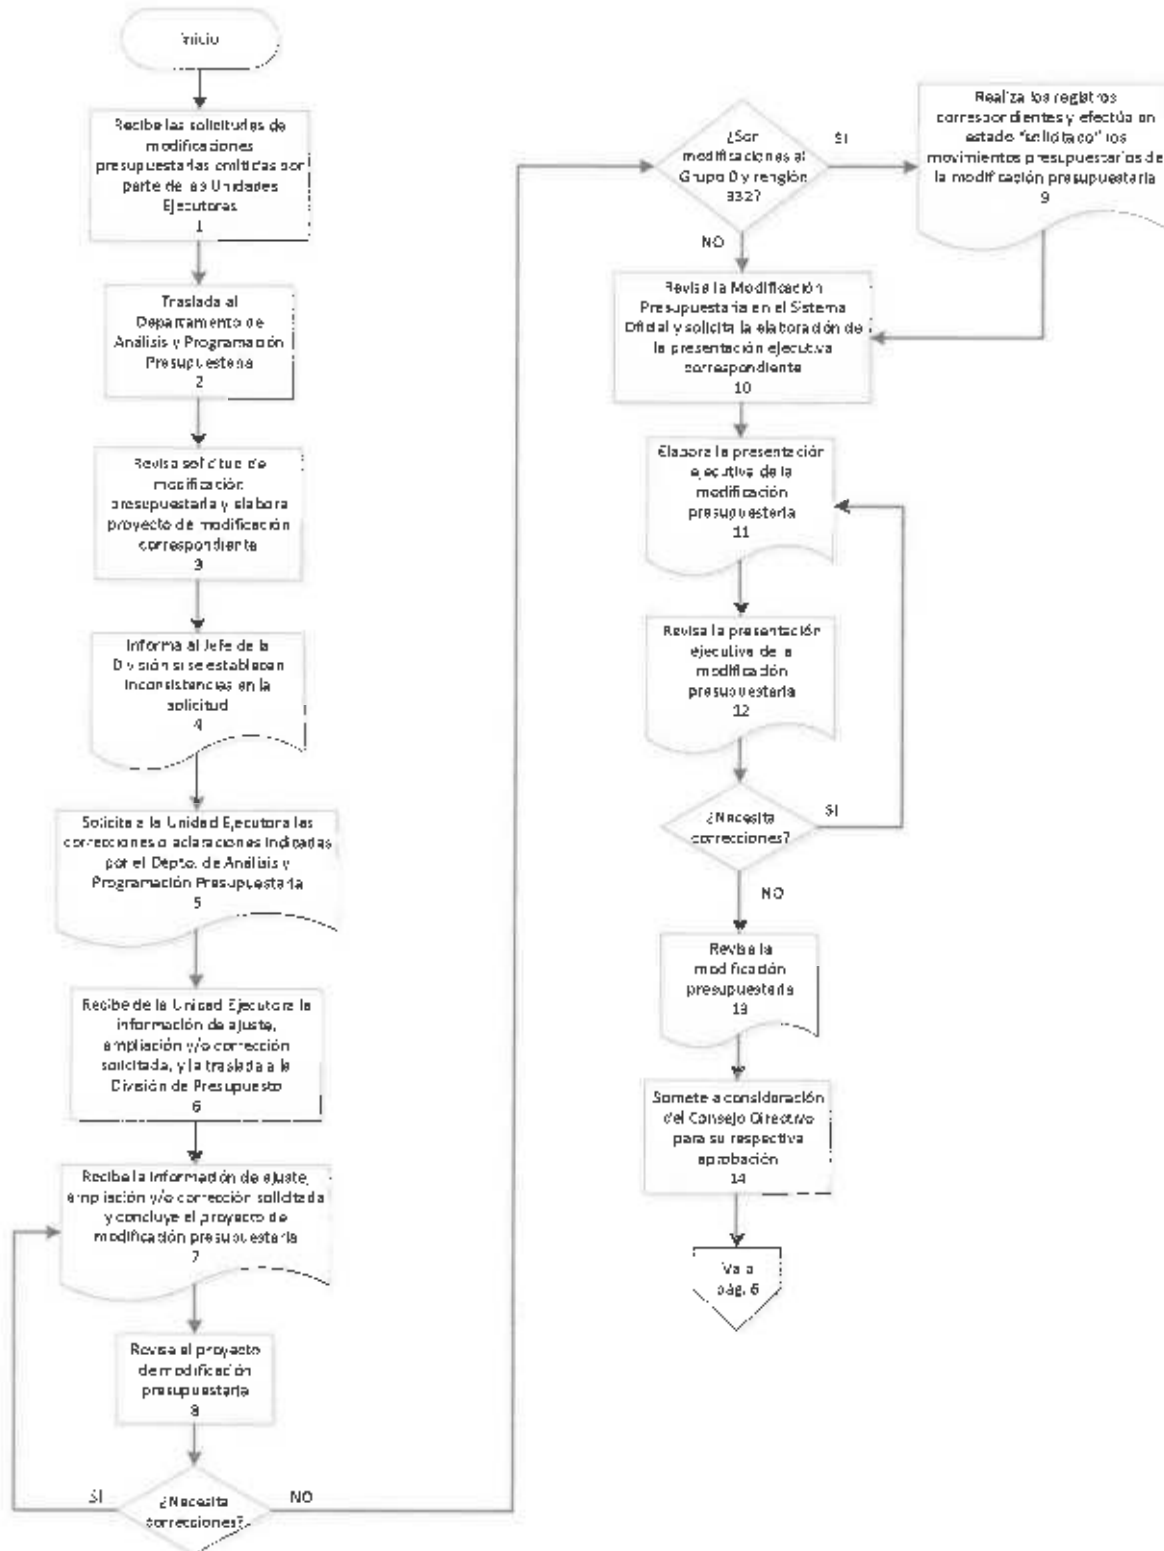 Inicio
Recibe las solicitudes de
modificaciones
presupuestarias emitidas por
parte de las Unidades
Ejecutoras
1
Traslada al
Departamento de
Análisis y Programación
Presupuestaria
2
Revisa solicitud de
modificación
presupuestaria y elabora
proyecto de modificación
correspondiente
3
Informa al Jefe de la
División si se establecen
inconsistencias en la
solicitud
4
Solicita a la Unidad Ejecutora las
correcciones o aclaraciones indicadas
por el Depto. de Análisis y
Programación Presupuestaria
5
Recibe de la Unidad Ejecutora la
información de ajuste,
ampliación y/o corrección
solicitada, y la traslada a la
División de Presupuesto
6
Recibe la información de ajuste,
ampliación y/o corrección solicitada
y concluye el proyecto de
modificación presupuestaria
7
Revisa el proyecto
de modificación
presupuestaria
8
SI
¿Necesita
correcciones?
NO
¿Son
modificaciones al
Grupo 0 y renglón
332?
SI
NO
Realiza los registros
correspondientes y efectúa en
estado "solicitado" los
movimientos presupuestarios de
la modificación presupuestaria
9
Revisa la Modificación
Presupuestaria en el Sistema
Oficial y solicita la elaboración de
la presentación ejecutiva
correspondiente
10
Elabora la presentación
ejecutiva de la
modificación
presupuestaria
11
Revisa la presentación
ejecutiva de la
modificación
presupuestaria
12
¿Necesita
correcciones?
SI
NO
Revisa la
modificación
presupuestaria
13
Somete a consideración
del Consejo Directivo
para su respectiva
aprobación
14
Va a
pág. 6